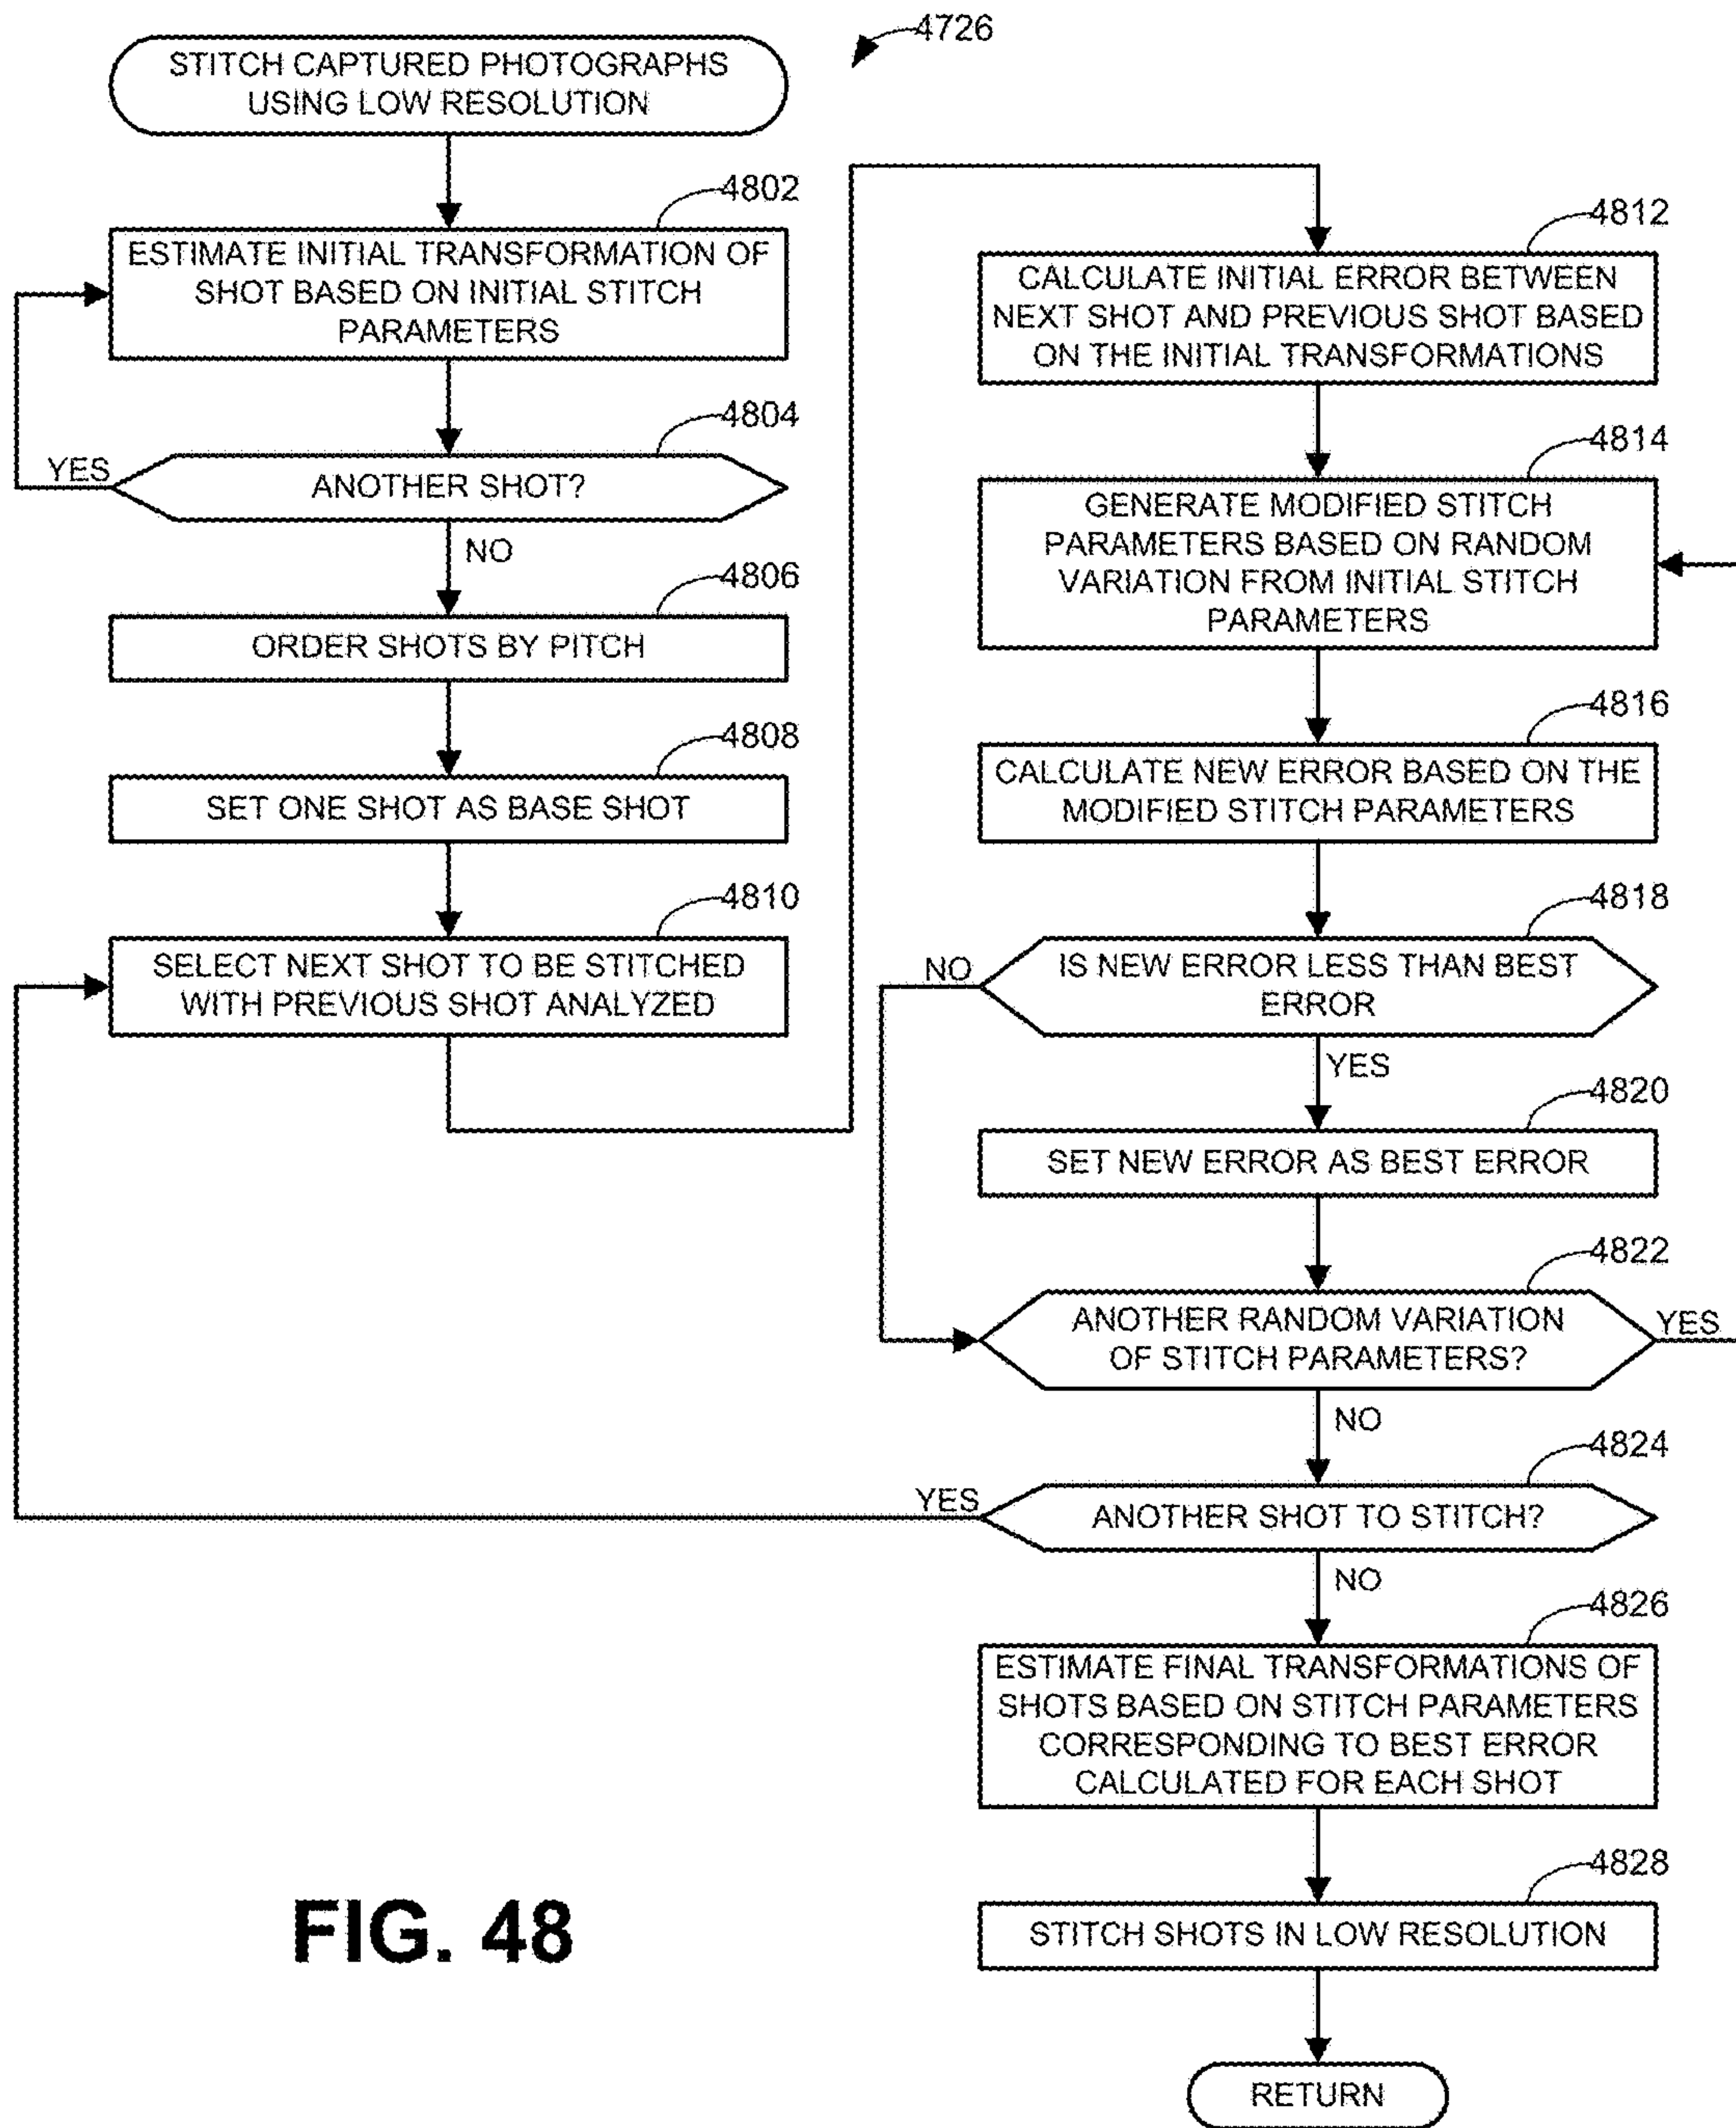 4726
STITCH CAPTURED PHOTOGRAPHS
USING LOW RESOLUTION
4802
ESTIMATE INITIAL TRANSFORMATION OF
SHOT BASED ON INITIAL STITCH
PARAMETERS
4804
YES
ANOTHER SHOT?
NO
4806
ORDER SHOTS BY PITCH
4808
SET ONE SHOT AS BASE SHOT
4810
SELECT NEXT SHOT TO BE STITCHED
WITH PREVIOUS SHOT ANALYZED
4812
CALCULATE INITIAL ERROR BETWEEN
NEXT SHOT AND PREVIOUS SHOT BASED
ON THE INITIAL TRANSFORMATIONS
4814
GENERATE MODIFIED STITCH
PARAMETERS BASED ON RANDOM
VARIATION FROM INITIAL STITCH
PARAMETERS
4816
CALCULATE NEW ERROR BASED ON THE
MODIFIED STITCH PARAMETERS
4818
NO
IS NEW ERROR LESS THAN BEST
ERROR
YES
4820
SET NEW ERROR AS BEST ERROR
4822
ANOTHER RANDOM VARIATION
OF STITCH PARAMETERS?
YES
NO
4824
YES
ANOTHER SHOT TO STITCH?
NO
4826
ESTIMATE FINAL TRANSFORMATIONS OF
SHOTS BASED ON STITCH PARAMETERS
CORRESPONDING TO BEST ERROR
CALCULATED FOR EACH SHOT
4828
STITCH SHOTS IN LOW RESOLUTION
RETURN
FIG. 48